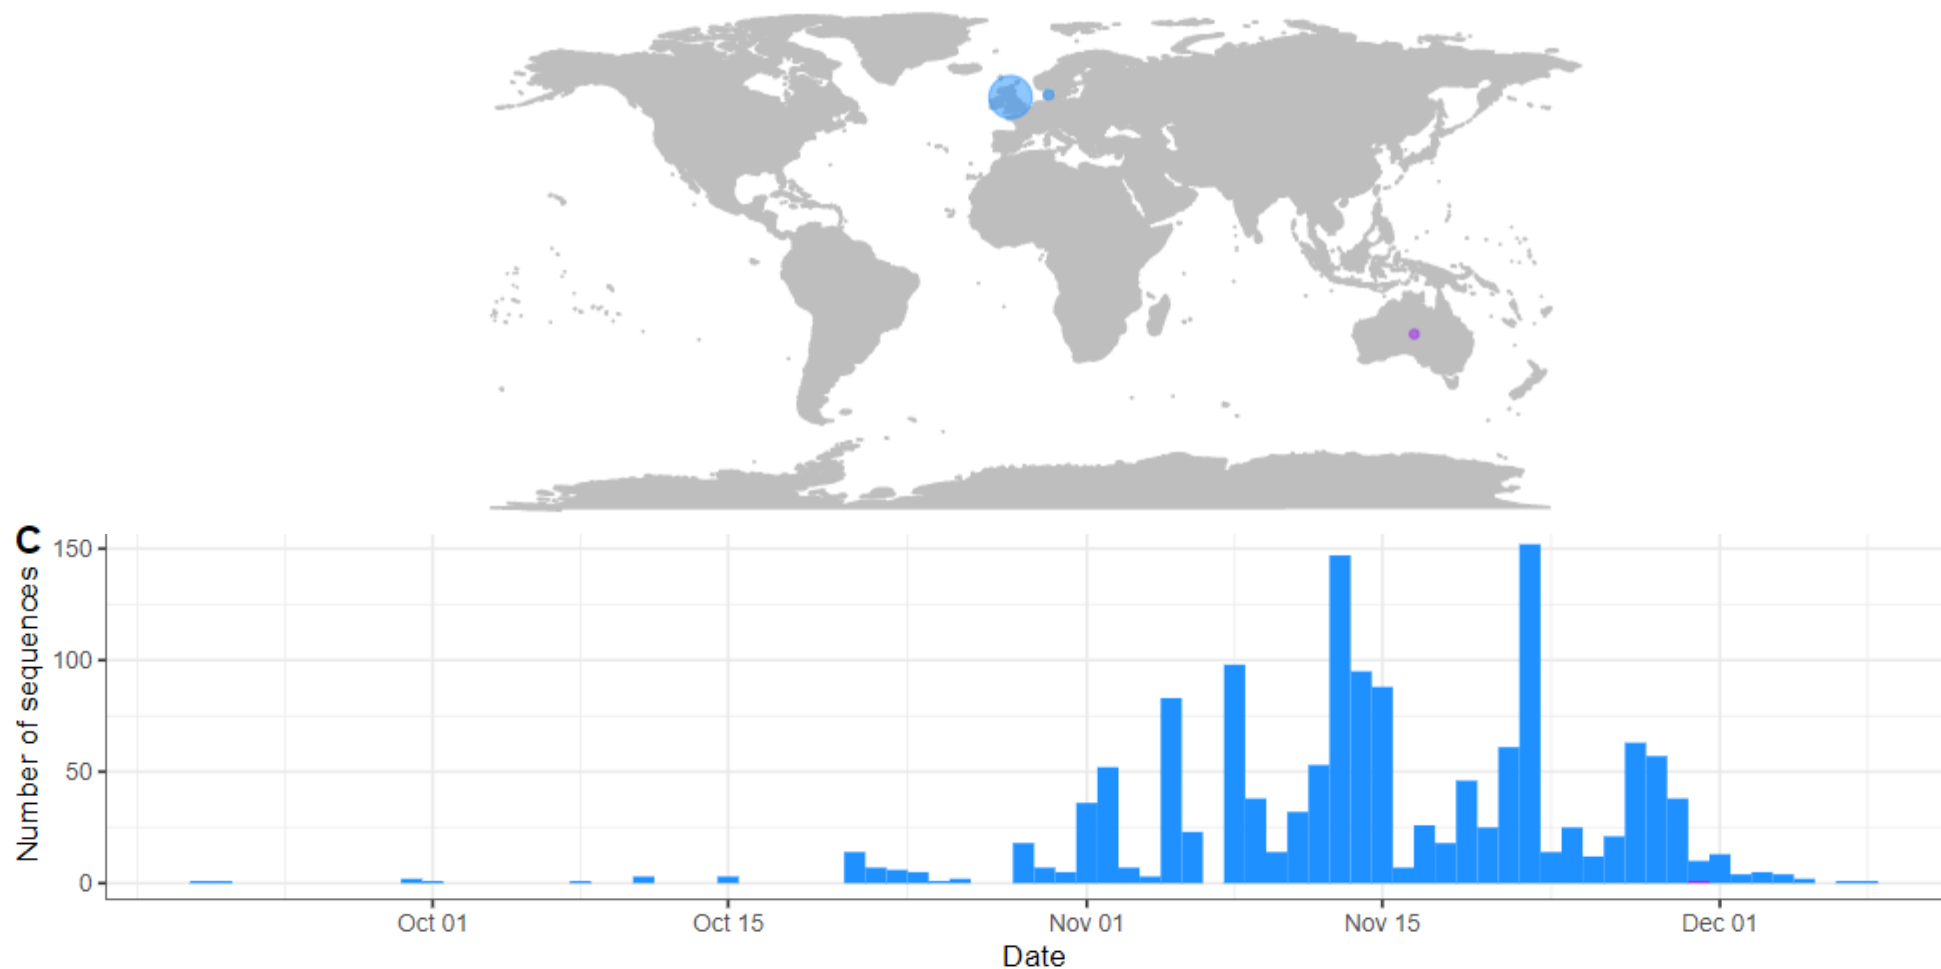 C
150
100
50
0
Number of sequences
Oct 01 Oct 15 Nov 01 Nov 15 Dec 01
Date